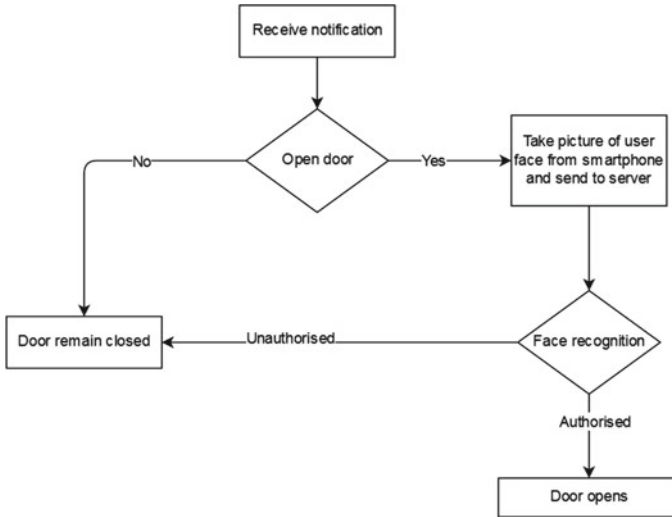 Receive notification
Open door
No
Yes
Take picture of user
face from smartphone
and send to server
Door remain closed
Unauthorised
Face recognition
Authorised
Door opens